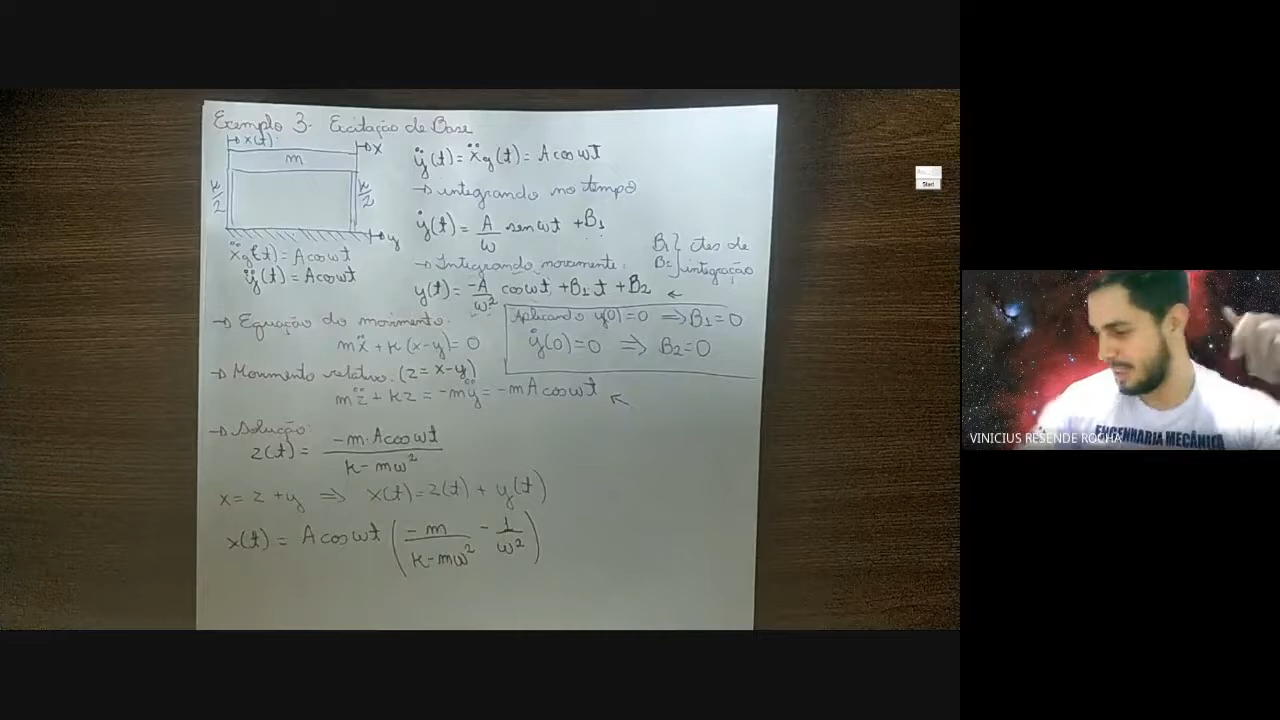 Exemplo 3 - Excitação de Base
x(t)
x
m
k/2
k/2
y
ẍg(t) = A cos ωt
ÿ(t) = A cos ωt
ÿ(t) = ẍg(t) = A cos ωt
→ integrando no tempo
ẏ(t) = A/ω sen ωt + B1
→ Integrando novamente:
B1 } ctes de
B2 } integração
y(t) = -A/ω² cos ωt + B1 t + B2 ←
Aplicando y(0) = 0 ⇒ B1 = 0
ẏ(0) = 0 ⇒ B2 = 0
→ Equação do movimento:
mẍ + k(x-y) = 0
→ Movimento relativo: (z = x-y)
mz̈ + kz = -mÿ = -mA cos ωt
→ Solução:
z(t) = -m·A cos ωt / k - mω²
x = z + y ⇒ x(t) = z(t) + y(t)
x(t) = A cos ωt ( -m / k - mω² - 1/ω² )
Start
ENGENHARIA MECÂNICA
VINICIUS RESENDE ROCHA